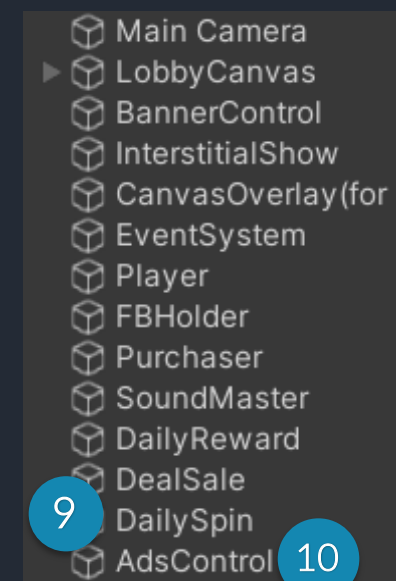 Main Camera
LobbyCanvas
BannerControl
InterstitialShow
CanvasOverlay(for
EventSystem
Player
FBHolder
Purchaser
SoundMaster
DailyReward
DealSale
9
DailySpin
AdsControl
10